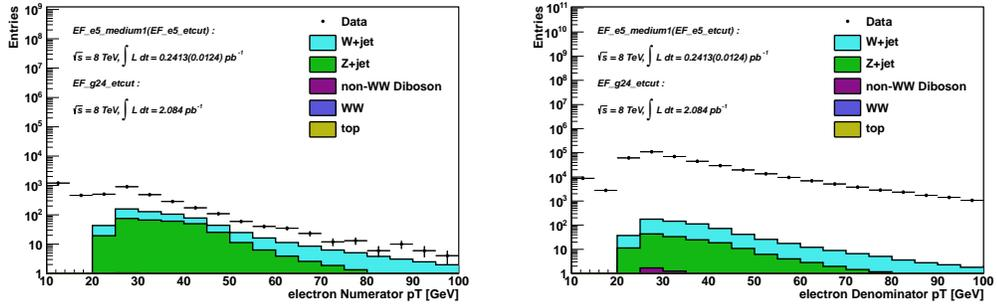 Entries
10⁹
10⁸
10⁷
10⁶
10⁵
10⁴
10³
10²
10
1
EF_e5_medium1(EF_e5_etcut) :
√s = 8 TeV, ∫ L dt = 0.2413(0.0124) pb⁻¹
EF_g24_etcut :
√s = 8 TeV, ∫ L dt = 2.084 pb⁻¹
Data
W+jet
Z+jet
non-WW Diboson
WW
top
10 20 30 40 50 60 70 80 90 100
electron Numerator pT [GeV]
Entries
10¹¹
10¹⁰
10⁹
10⁸
10⁷
10⁶
10⁵
10⁴
10³
10²
10
1
EF_e5_medium1(EF_e5_etcut) :
√s = 8 TeV, ∫ L dt = 0.2413(0.0124) pb⁻¹
EF_g24_etcut :
√s = 8 TeV, ∫ L dt = 2.084 pb⁻¹
Data
W+jet
Z+jet
non-WW Diboson
WW
top
10 20 30 40 50 60 70 80 90 100
electron Denominator pT [GeV]